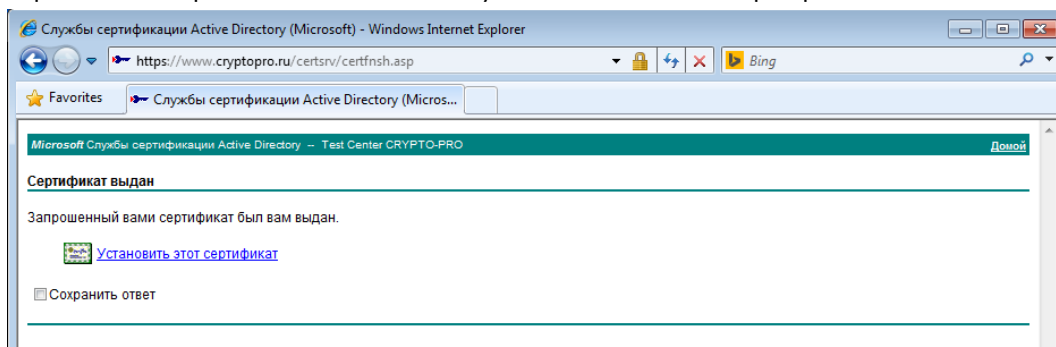 Службы сертификации Active Directory (Microsoft) - Windows Internet Explorer
https://www.cryptopro.ru/certsrv/certfnsh.asp
Bing
Favorites
Службы сертификации Active Directory (Micros...
Microsoft Службы сертификации Active Directory -- Test Center CRYPTO-PRO
Домой
Сертификат выдан
Запрошенный вами сертификат был вам выдан.
Установить этот сертификат
Сохранить ответ